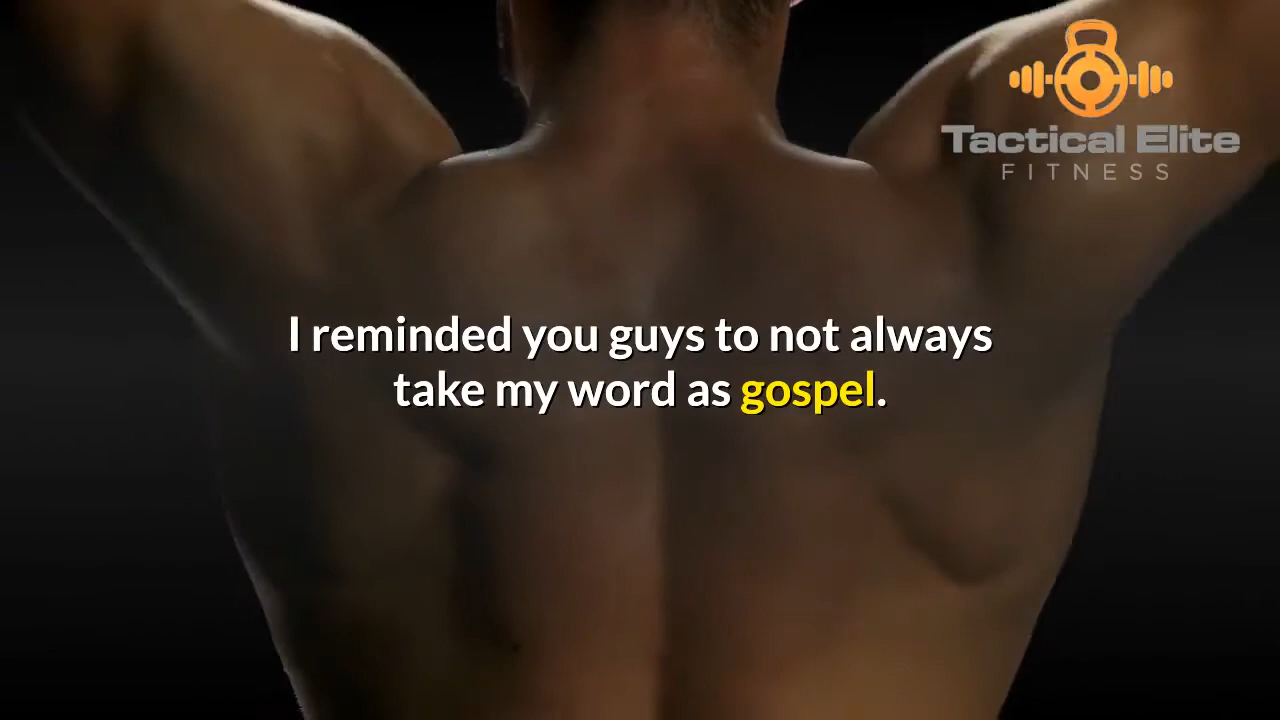 Tactical Elite
FITNESS
I reminded you guys to not always
take my word as gospel.